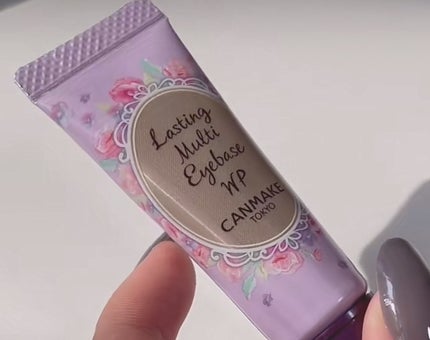 Lasting
Multi
Eyebase
WP
CANMAKE
TOKYO